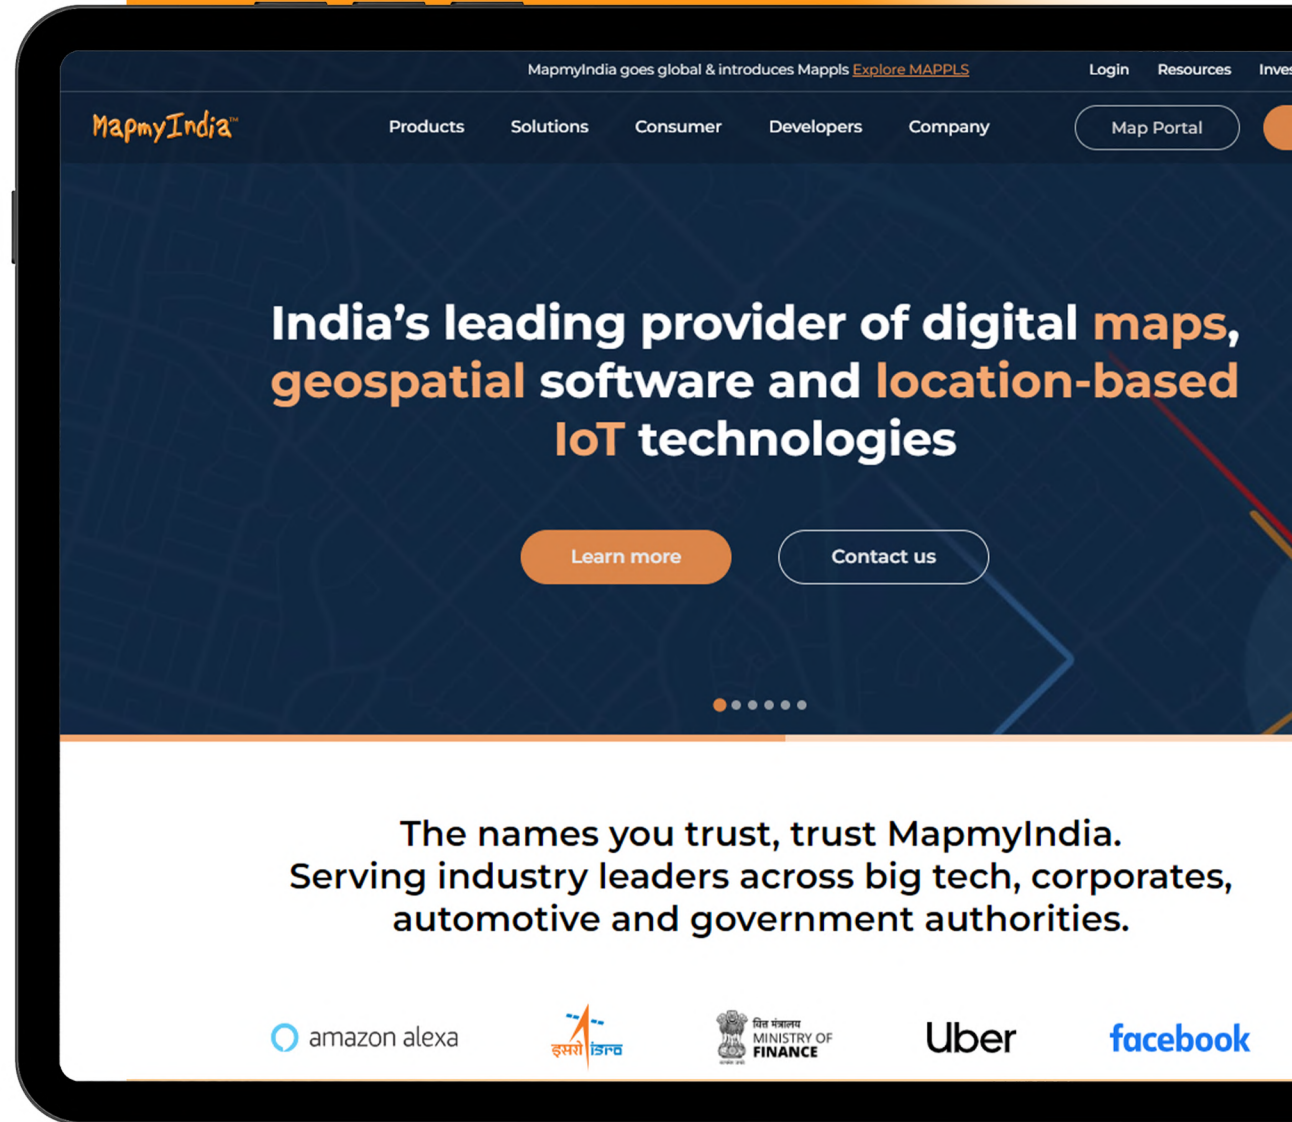 MapmyIndia goes global & introduces Mappls Explore MAPPLS
Login Resources Inves
MapmyIndia™
Products Solutions Consumer Developers Company Map Portal
India’s leading provider of digital maps,
geospatial software and location-based
IoT technologies
Learn more Contact us
The names you trust, trust MapmyIndia.
Serving industry leaders across big tech, corporates,
automotive and government authorities.
amazon alexa
इसरो isro
वित्त मंत्रालय
MINISTRY OF
FINANCE
Uber
facebook